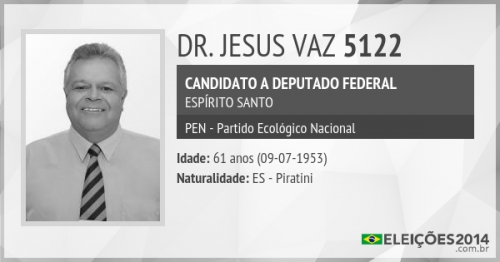 DR. JESUS VAZ 5122
CANDIDATO A DEPUTADO FEDERAL
ESPÍRITO SANTO
PEN - Partido Ecológico Nacional
Idade: 61 anos (09-07-1953)
Naturalidade: ES - Piratini
ELEIÇÕES2014
.com.br